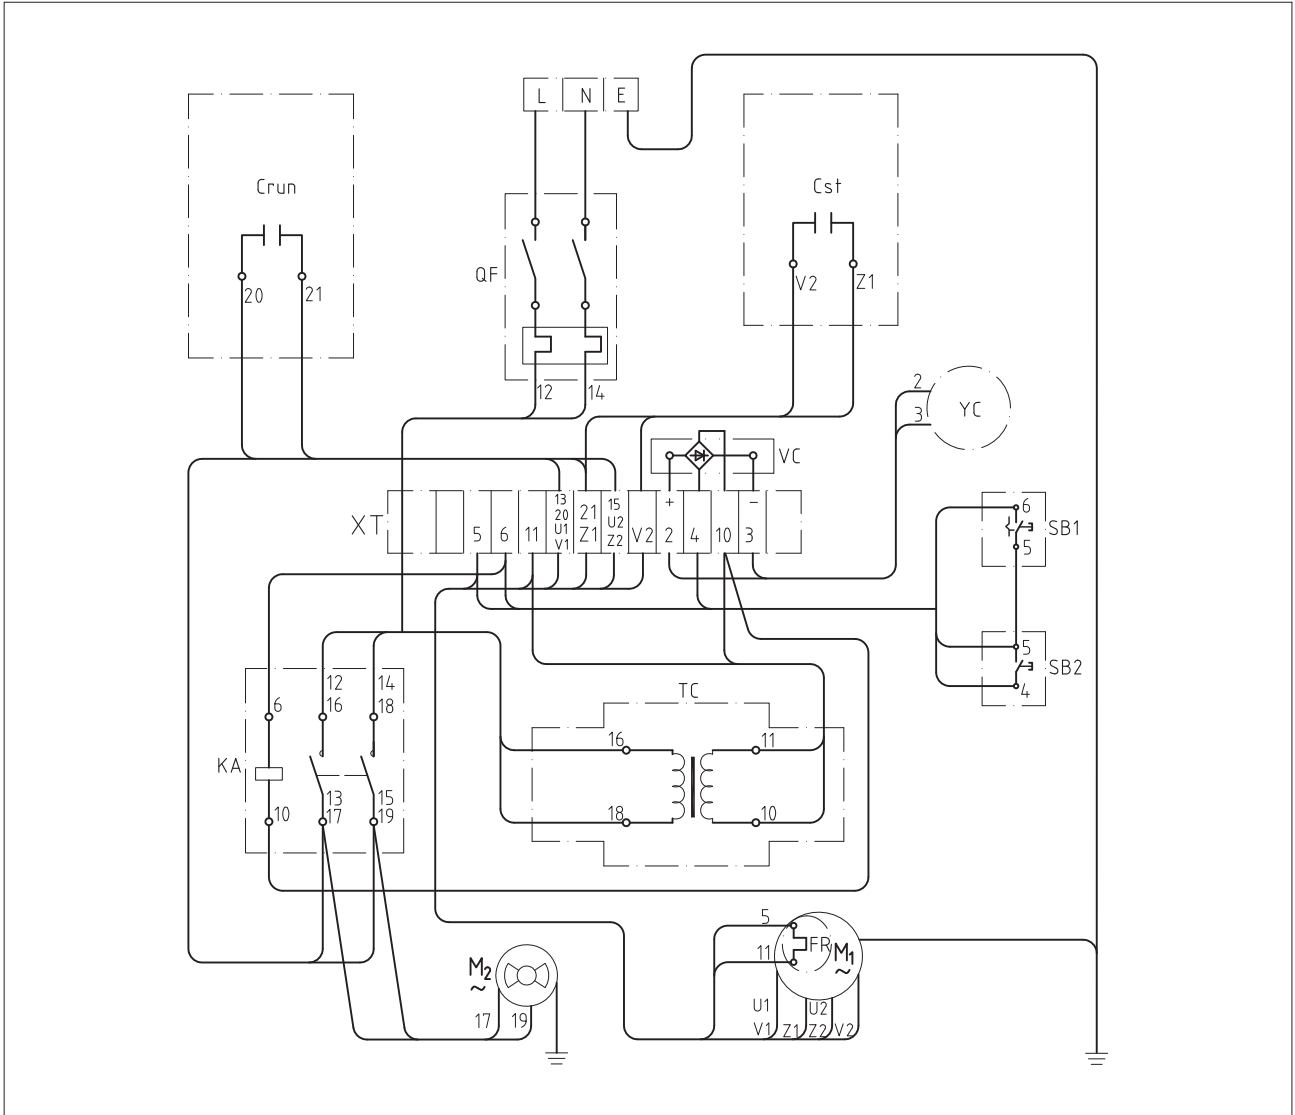 L N E
Crun
Cst
20 21
QF
V2 Z1
12 14
2
3
YC
VC
XT
5 6 11
13
20
U1
V1
21
Z1
15
U2
Z2
V2
+
2
4
10
-
3
6
SB1
5
5
SB2
4
12 14
6 16 18
KA
13 15
10 17 19
TC
16 11
18 10
5
11
FR
M1
~
M2
~
17 19
U1 U2
V1 Z1 Z2 V2